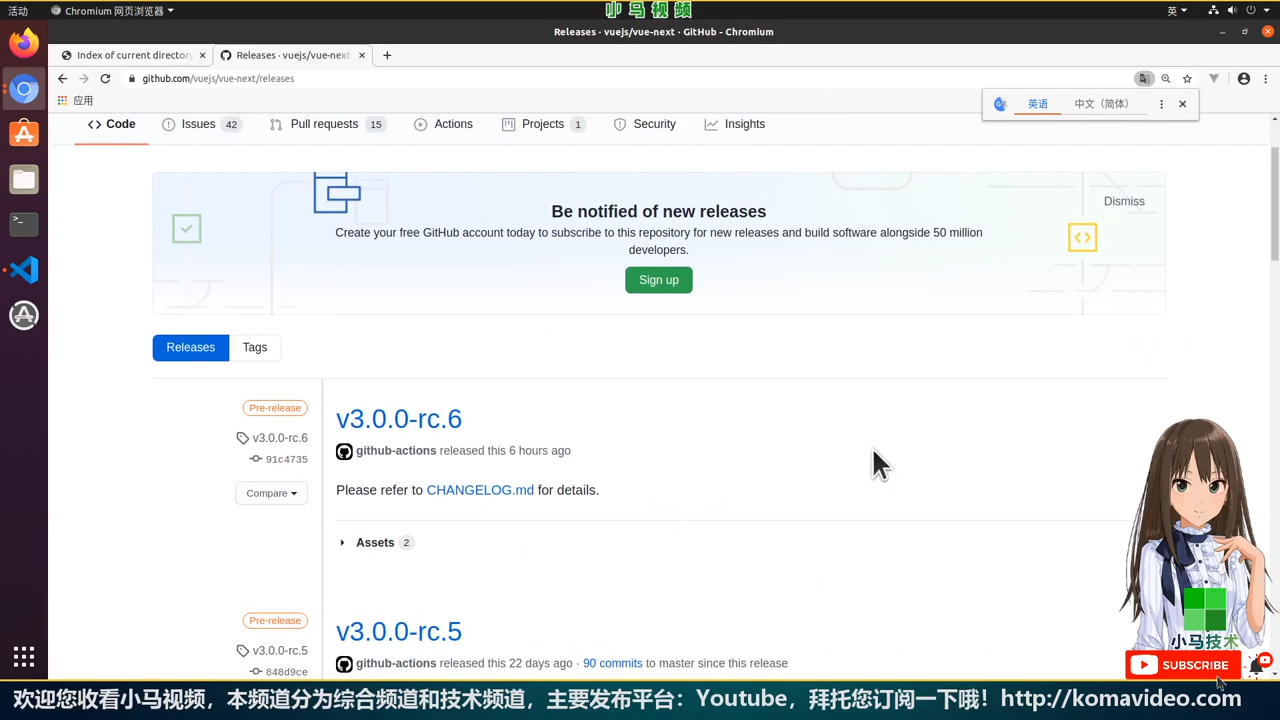 活动
Chromium 网页浏览器
小马视频
英
Releases · vuejs/vue-next · GitHub - Chromium
Index of current directory
Releases · vuejs/vue-next
github.com/vuejs/vue-next/releases
应用
英语
中文（简体）
Code
Issues 42
Pull requests 15
Actions
Projects 1
Security
Insights
Be notified of new releases
Dismiss
Create your free GitHub account today to subscribe to this repository for new releases and build software alongside 50 million
developers.
Sign up
Releases
Tags
Pre-release
v3.0.0-rc.6
v3.0.0-rc.6
91c4735
github-actions released this 6 hours ago
Compare
Please refer to CHANGELOG.md for details.
Assets 2
Pre-release
v3.0.0-rc.5
v3.0.0-rc.5
848d9ce
github-actions released this 22 days ago · 90 commits to master since this release
小马技术
SUBSCRIBE
欢迎您收看小马视频，本频道分为综合频道和技术频道，主要发布平台：Youtube，拜托您订阅一下哦！http://komavideo.com